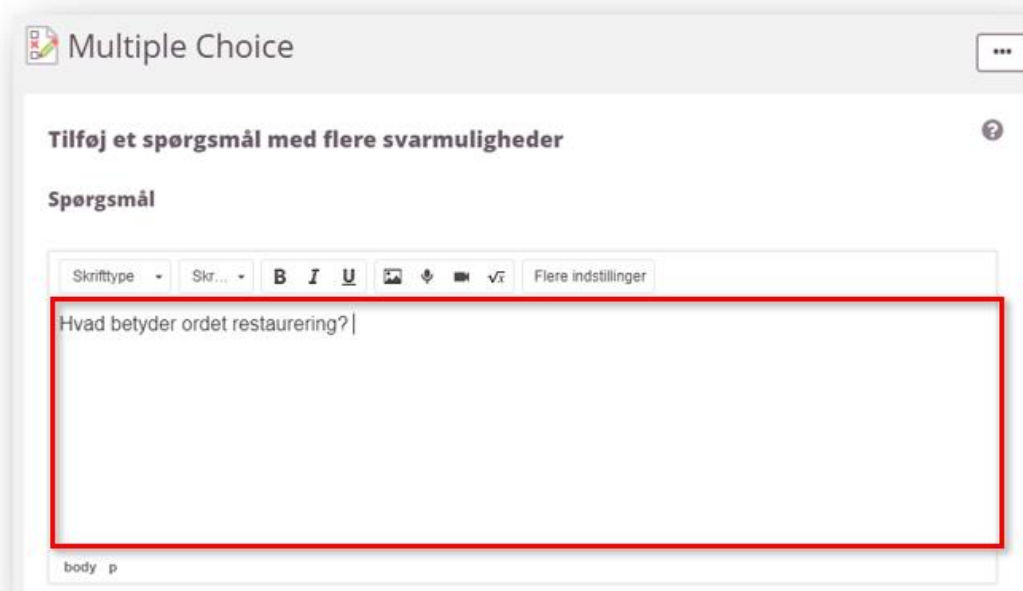 Multiple Choice
Tilføj et spørgsmål med flere svarmuligheder
Spørgsmål
Skrifttype Skr... B I U √x Flere indstillinger
Hvad betyder ordet restaurering?
body p